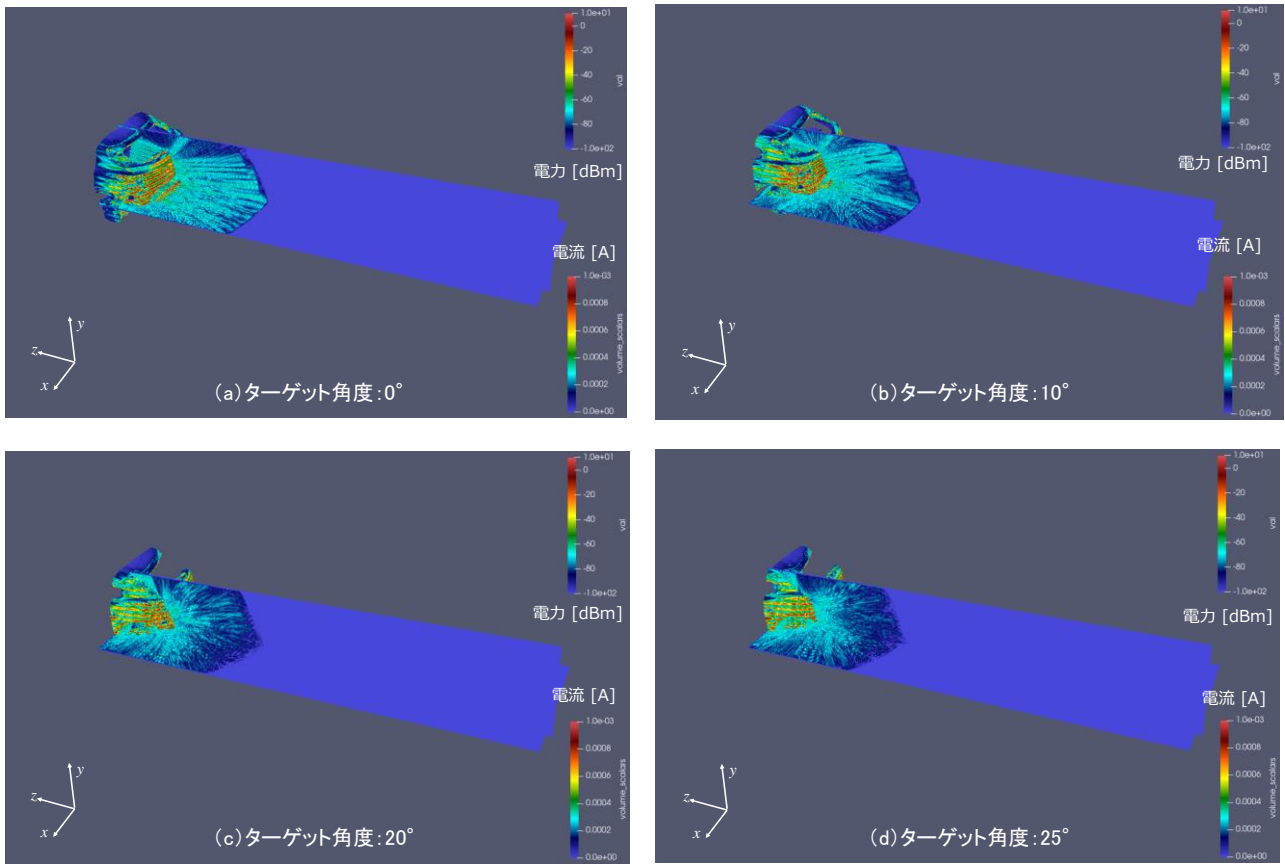 1.0e+01
0
-20
-40
-60
-80
-1.0e+02
val
電力 [dBm]
電流 [A]
1.0e-03
0.0008
0.0006
0.0004
0.0002
0.0e+00
volume_scalars
y
z
x
(a)ターゲット角度:0°
1.0e+01
0
-20
-40
-60
-80
-1.0e+02
val
電力 [dBm]
電流 [A]
1.0e-03
0.0008
0.0006
0.0004
0.0002
0.0e+00
volume_scalars
y
z
x
(b)ターゲット角度:10°
1.0e+01
0
-20
-40
-60
-80
-1.0e+02
val
電力 [dBm]
電流 [A]
1.0e-03
0.0008
0.0006
0.0004
0.0002
0.0e+00
volume_scalars
y
z
x
(c)ターゲット角度:20°
1.0e+01
0
-20
-40
-60
-80
-1.0e+02
val
電力 [dBm]
電流 [A]
1.0e-03
0.0008
0.0006
0.0004
0.0002
0.0e+00
volume_scalars
y
z
x
(d)ターゲット角度:25°